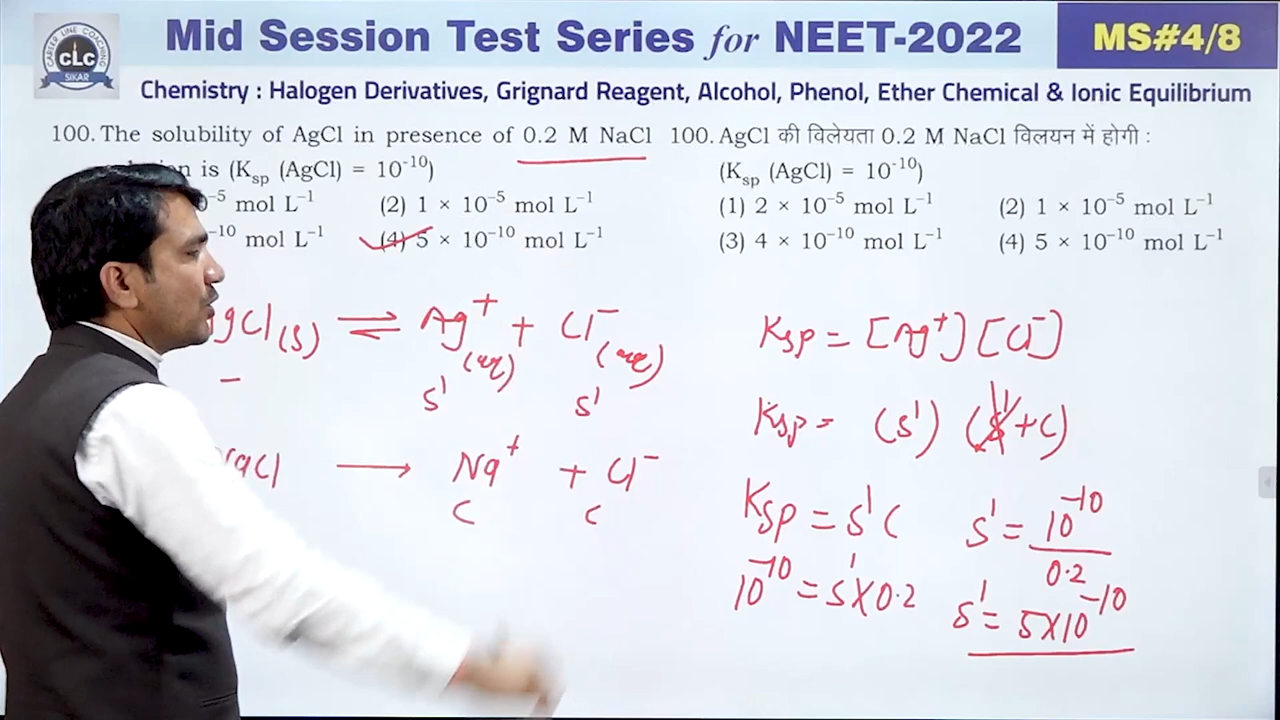 CAREER LINE COACHING
CLC
SIKAR
Mid Session Test Series for NEET-2022
MS#4/8
Chemistry : Halogen Derivatives, Grignard Reagent, Alcohol, Phenol, Ether Chemical & Ionic Equilibrium
100. The solubility of AgCl in presence of 0.2 M NaCl
is (Ksp (AgCl) = 10⁻¹⁰)
⁻⁵ mol L⁻¹ (2) 1 × 10⁻⁵ mol L⁻¹
⁻¹⁰ mol L⁻¹ (4) 5 × 10⁻¹⁰ mol L⁻¹
100. AgCl की विलेयता 0.2 M NaCl विलयन में होगी :
(Ksp (AgCl) = 10⁻¹⁰)
(1) 2 × 10⁻⁵ mol L⁻¹ (2) 1 × 10⁻⁵ mol L⁻¹
(3) 4 × 10⁻¹⁰ mol L⁻¹ (4) 5 × 10⁻¹⁰ mol L⁻¹
gCl(s) ⇌ Ag⁺(aq) + Cl⁻(aq)
– s' s'
aCl → Na⁺ + Cl⁻
c c
Ksp = [Ag⁺] [Cl⁻]
Ksp = (s') (s'+c)
Ksp = s'c
10⁻¹⁰ = s' × 0.2
s' = 10⁻¹⁰
0.2
s' = 5×10⁻¹⁰